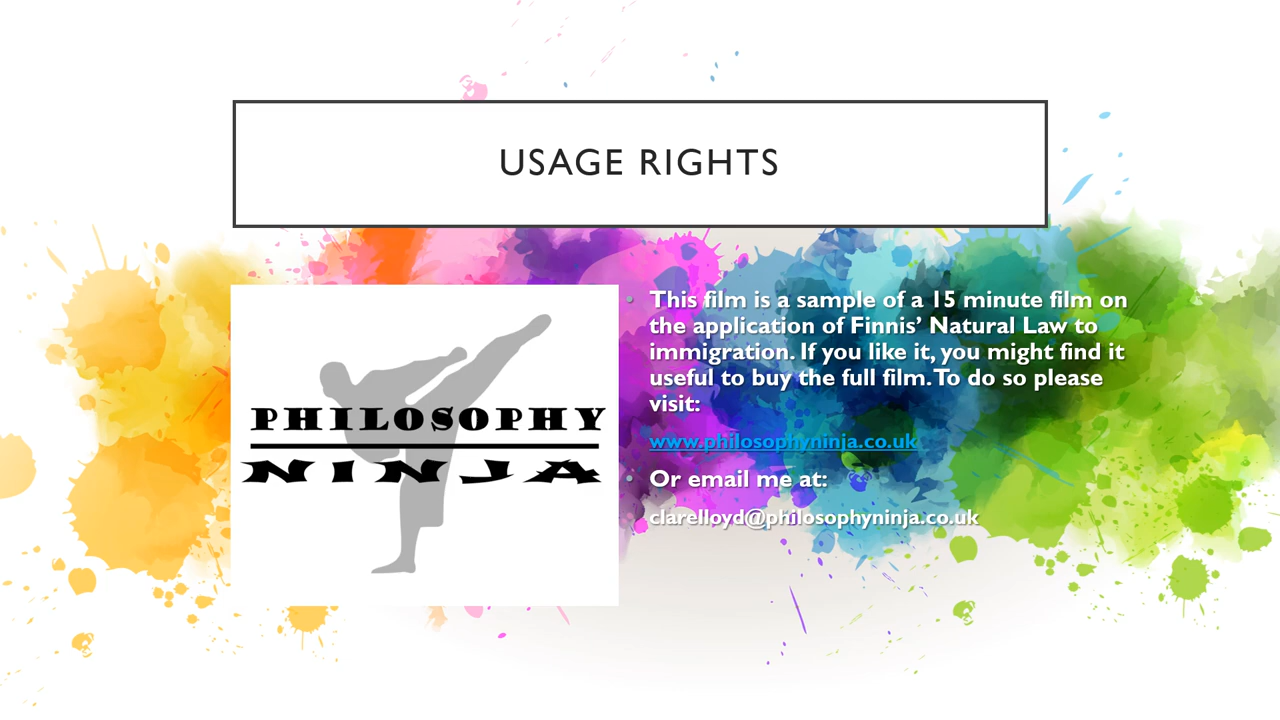 USAGE RIGHTS
PHILOSOPHY
NINJA
• This film is a sample of a 15 minute film on
the application of Finnis’ Natural Law to
immigration. If you like it, you might find it
useful to buy the full film. To do so please
visit:
www.philosophyninja.co.uk
• Or email me at:
clarelloyd@philosophyninja.co.uk